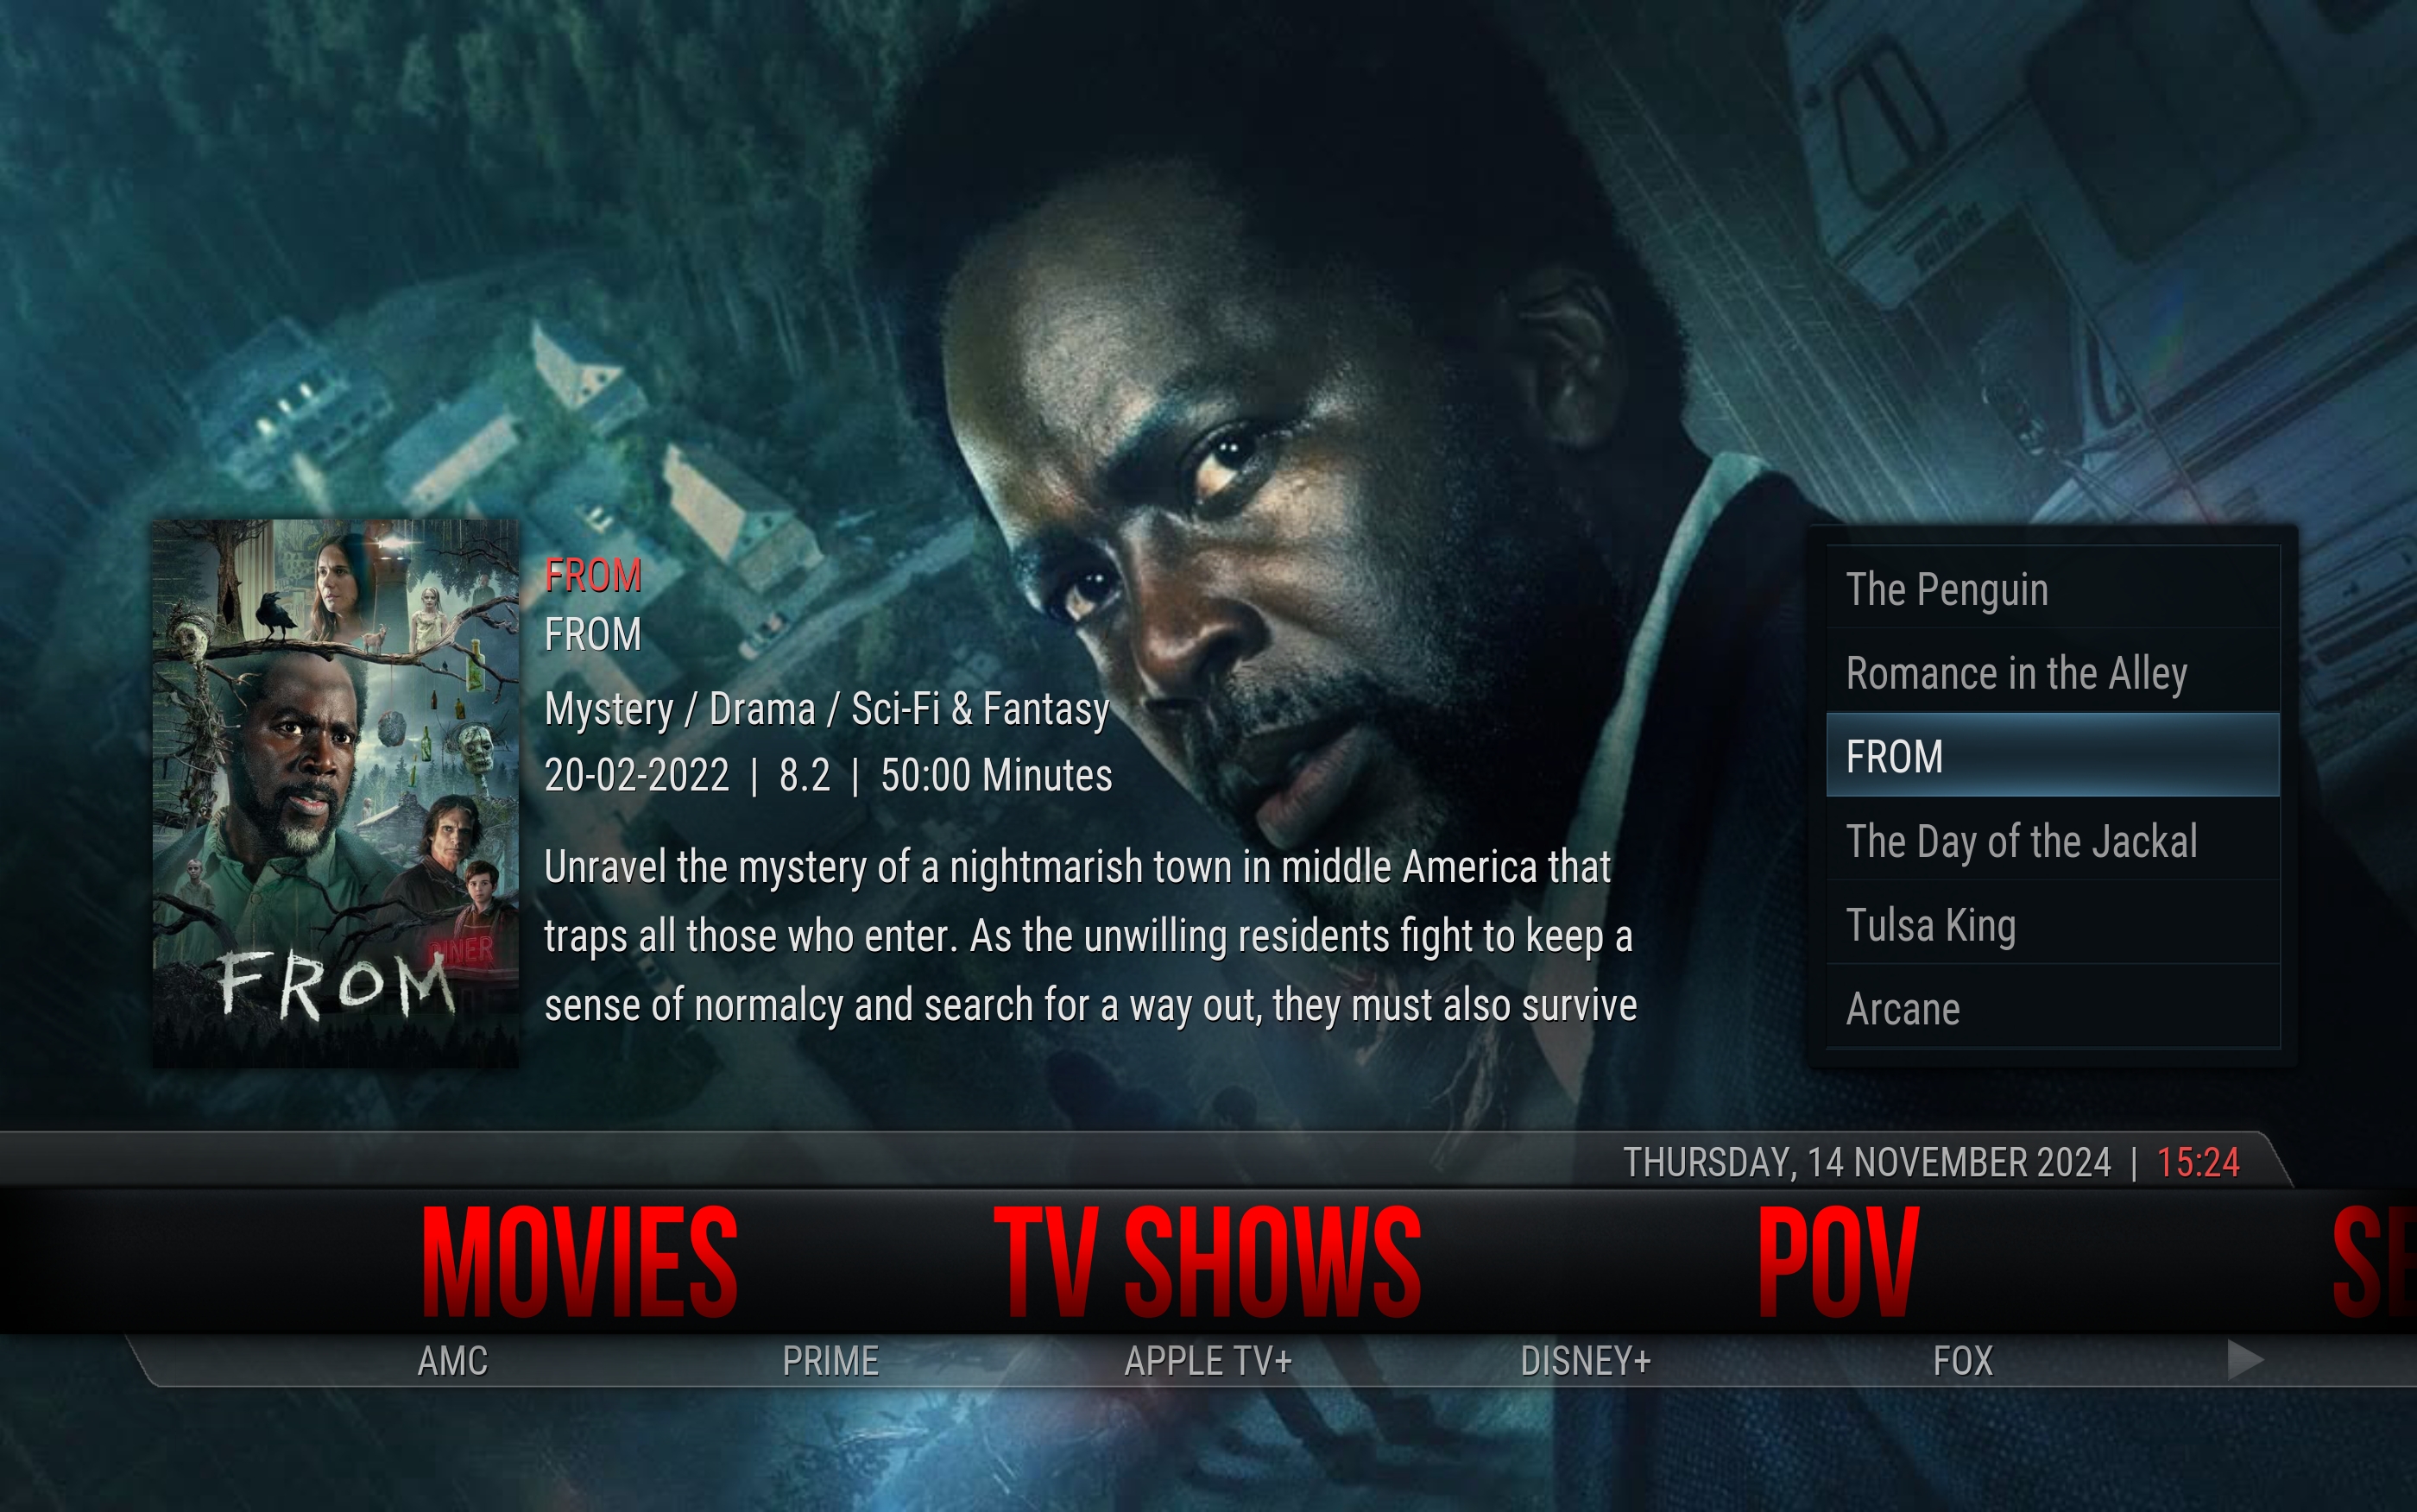 FROM
FROM
Mystery / Drama / Sci-Fi & Fantasy
20-02-2022 | 8.2 | 50:00 Minutes
Unravel the mystery of a nightmarish town in middle America that
traps all those who enter. As the unwilling residents fight to keep a
sense of normalcy and search for a way out, they must also survive
DINER
FROM
The Penguin
Romance in the Alley
FROM
The Day of the Jackal
Tulsa King
Arcane
THURSDAY, 14 NOVEMBER 2024 | 15:24
MOVIES TV SHOWS POV SE
AMC PRIME APPLE TV+ DISNEY+ FOX